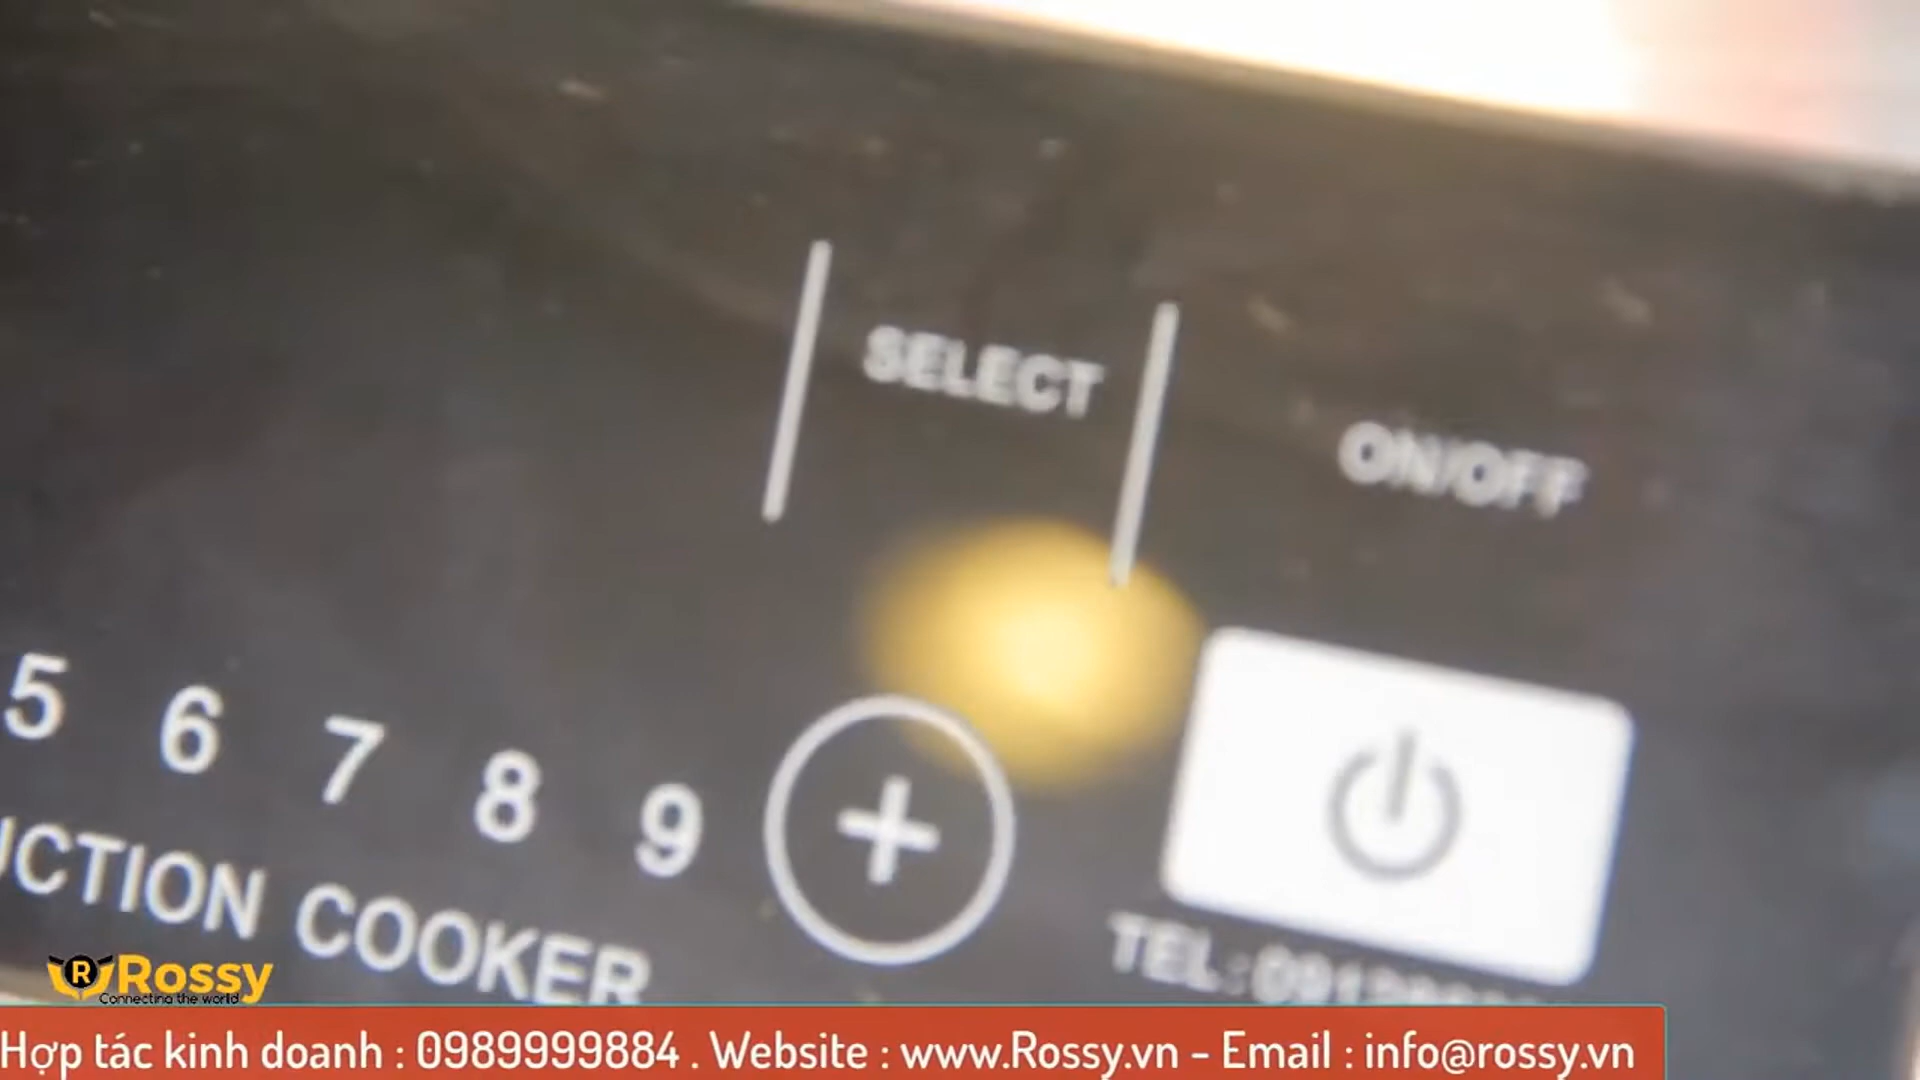 SELECT
ON/OFF
5 6 7 8 9 +
UCTION COOKER
TEL:
Rossy
Connecting the world
Hợp tác kinh doanh : 0989999884 . Website : www.Rossy.vn - Email : info@rossy.vn